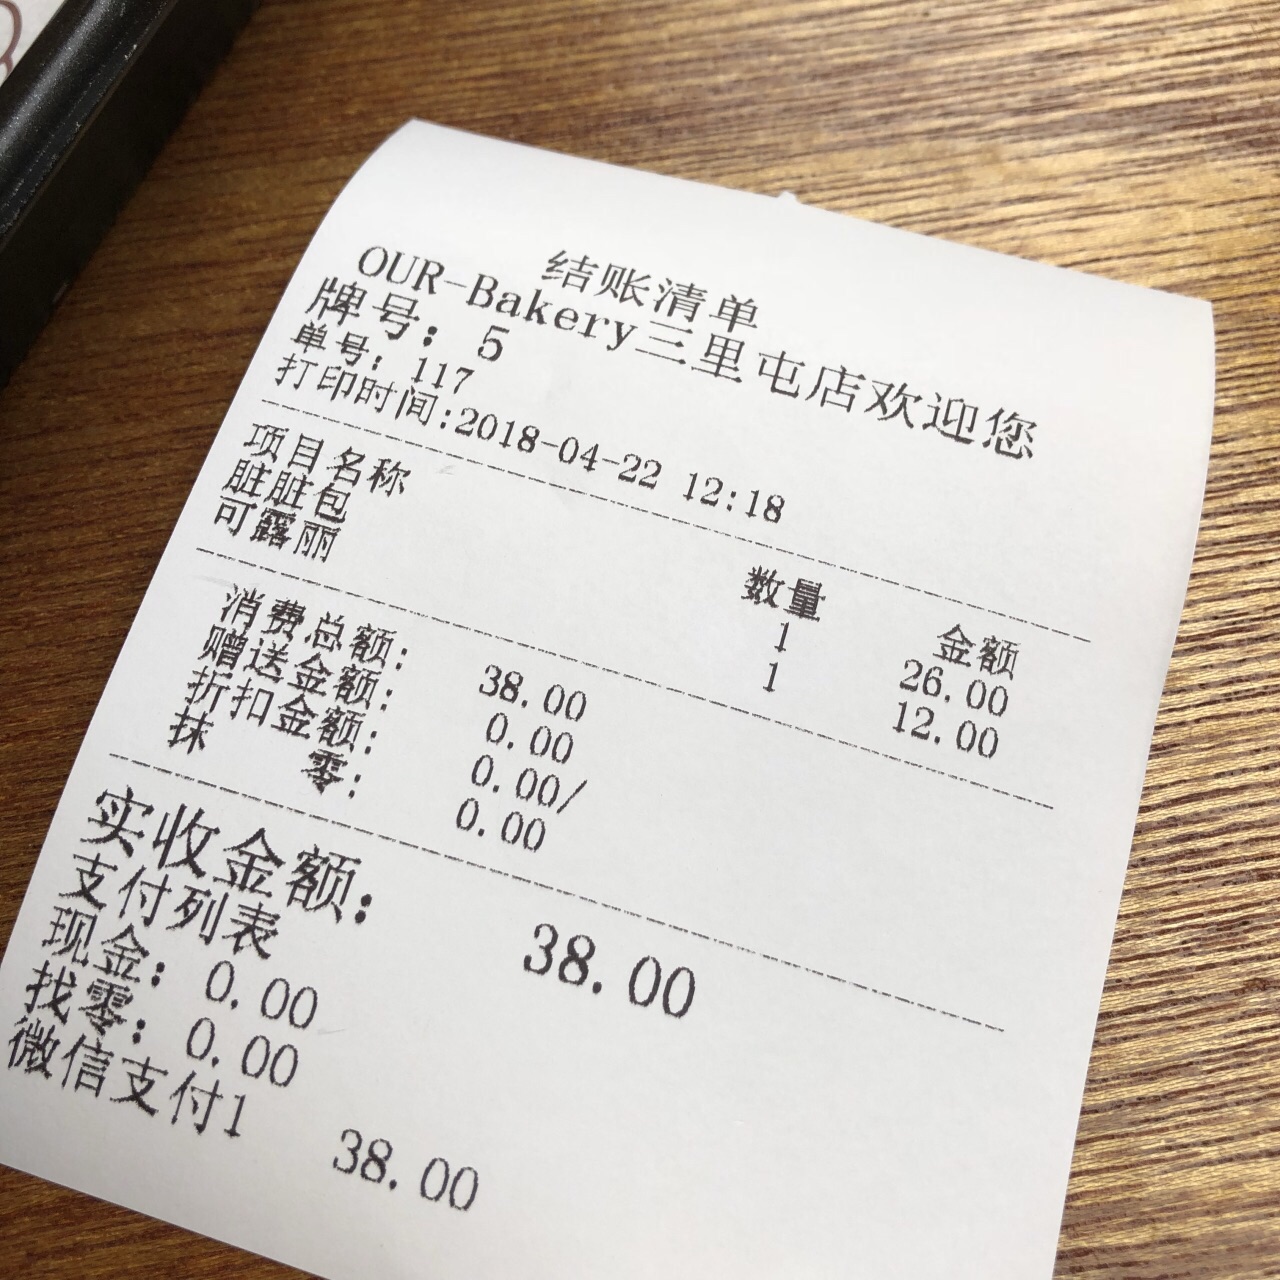 结账清单
OUR-Bakery三里屯店欢迎您
牌号：5
单号：117
打印时间:2018-04-22 12:18
项目名称 数量 金额
脏脏包 1 26.00
可露丽 1 12.00
消费总额： 38.00
赠送金额： 0.00
折扣金额： 0.00/
抹 零： 0.00
实收金额： 38.00
支付列表
现金：0.00
找零：0.00
微信支付1 38.00